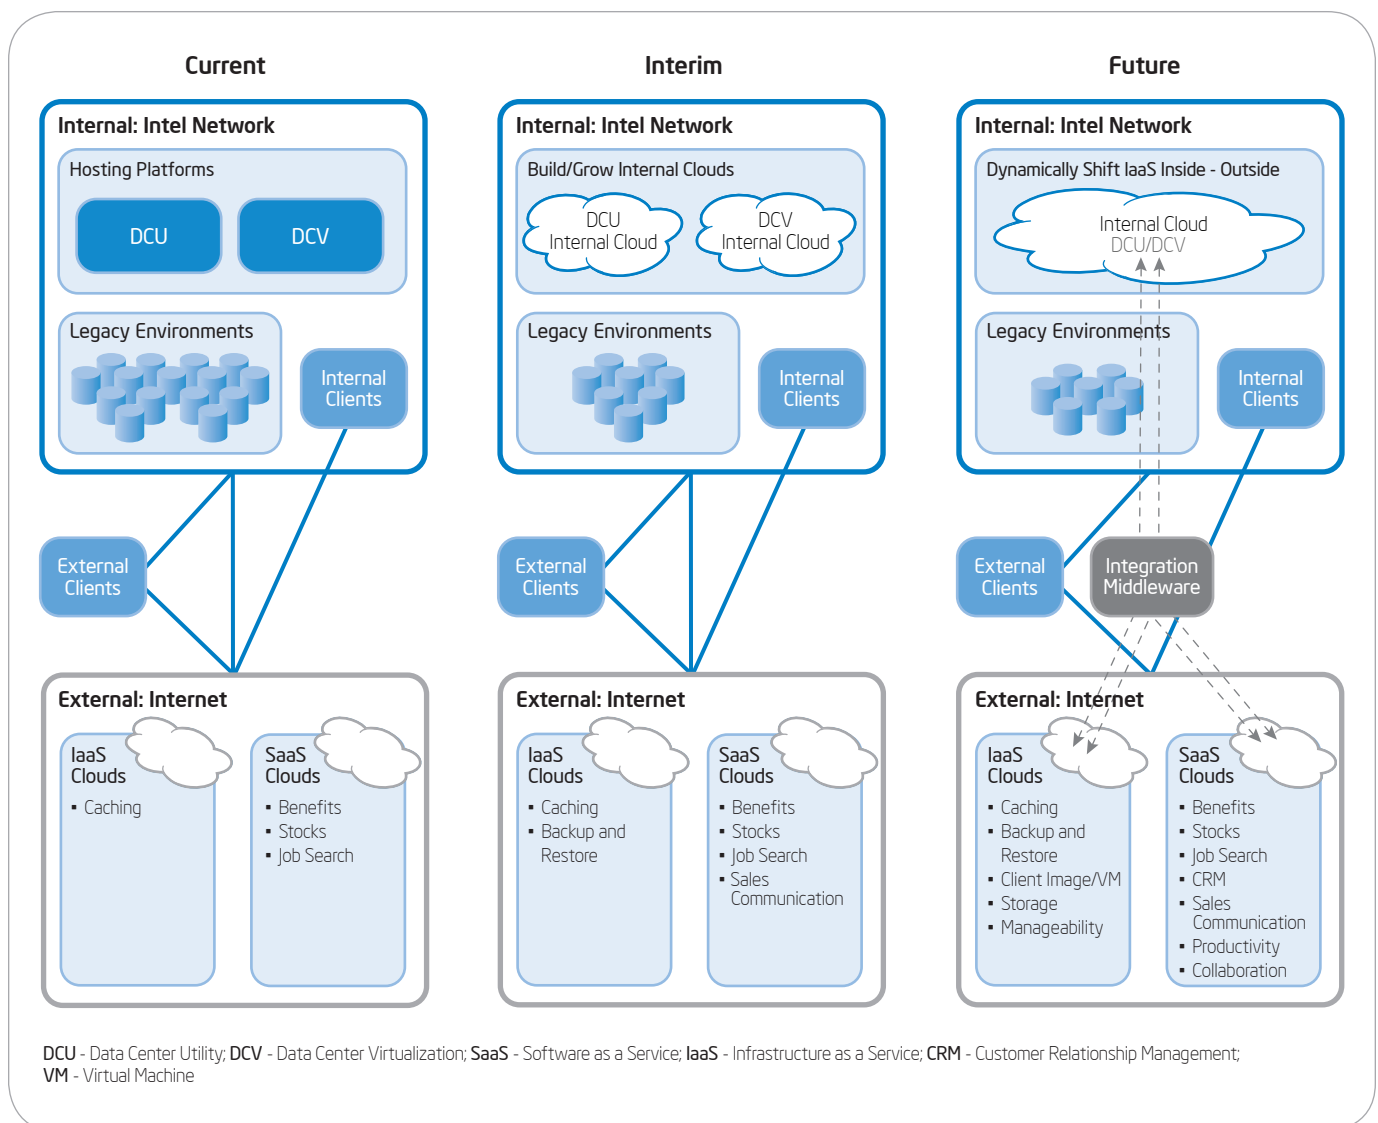 Current
Interim
Future
Internal: Intel Network
Hosting Platforms
DCU
DCV
Legacy Environments
Internal
Clients
External
Clients
External: Internet
IaaS
Clouds
▪ Caching
SaaS
Clouds
▪ Benefits
▪ Stocks
▪ Job Search
Internal: Intel Network
Build/Grow Internal Clouds
DCU
Internal Cloud
DCV
Internal Cloud
Legacy Environments
Internal
Clients
External
Clients
External: Internet
IaaS
Clouds
▪ Caching
▪ Backup and
Restore
SaaS
Clouds
▪ Benefits
▪ Stocks
▪ Job Search
▪ Sales
Communication
Internal: Intel Network
Dynamically Shift IaaS Inside - Outside
Internal Cloud
DCU/DCV
Legacy Environments
Internal
Clients
External
Clients
Integration
Middleware
External: Internet
IaaS
Clouds
▪ Caching
▪ Backup and
Restore
▪ Client Image/VM
▪ Storage
▪ Manageability
SaaS
Clouds
▪ Benefits
▪ Stocks
▪ Job Search
▪ CRM
▪ Sales
Communication
▪ Productivity
▪ Collaboration
DCU - Data Center Utility; DCV - Data Center Virtualization; SaaS - Software as a Service; IaaS - Infrastructure as a Service; CRM - Customer Relationship Management;
VM - Virtual Machine